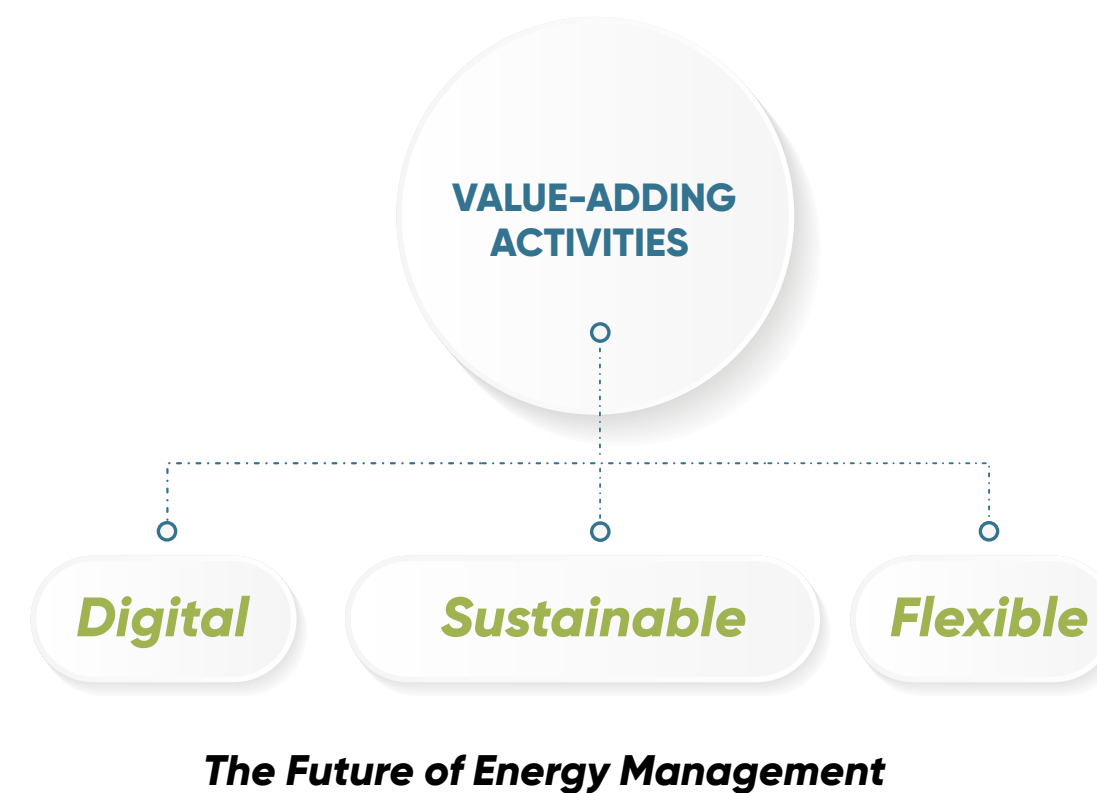 VALUE-ADDING
ACTIVITIES
Digital
Sustainable
Flexible
The Future of Energy Management